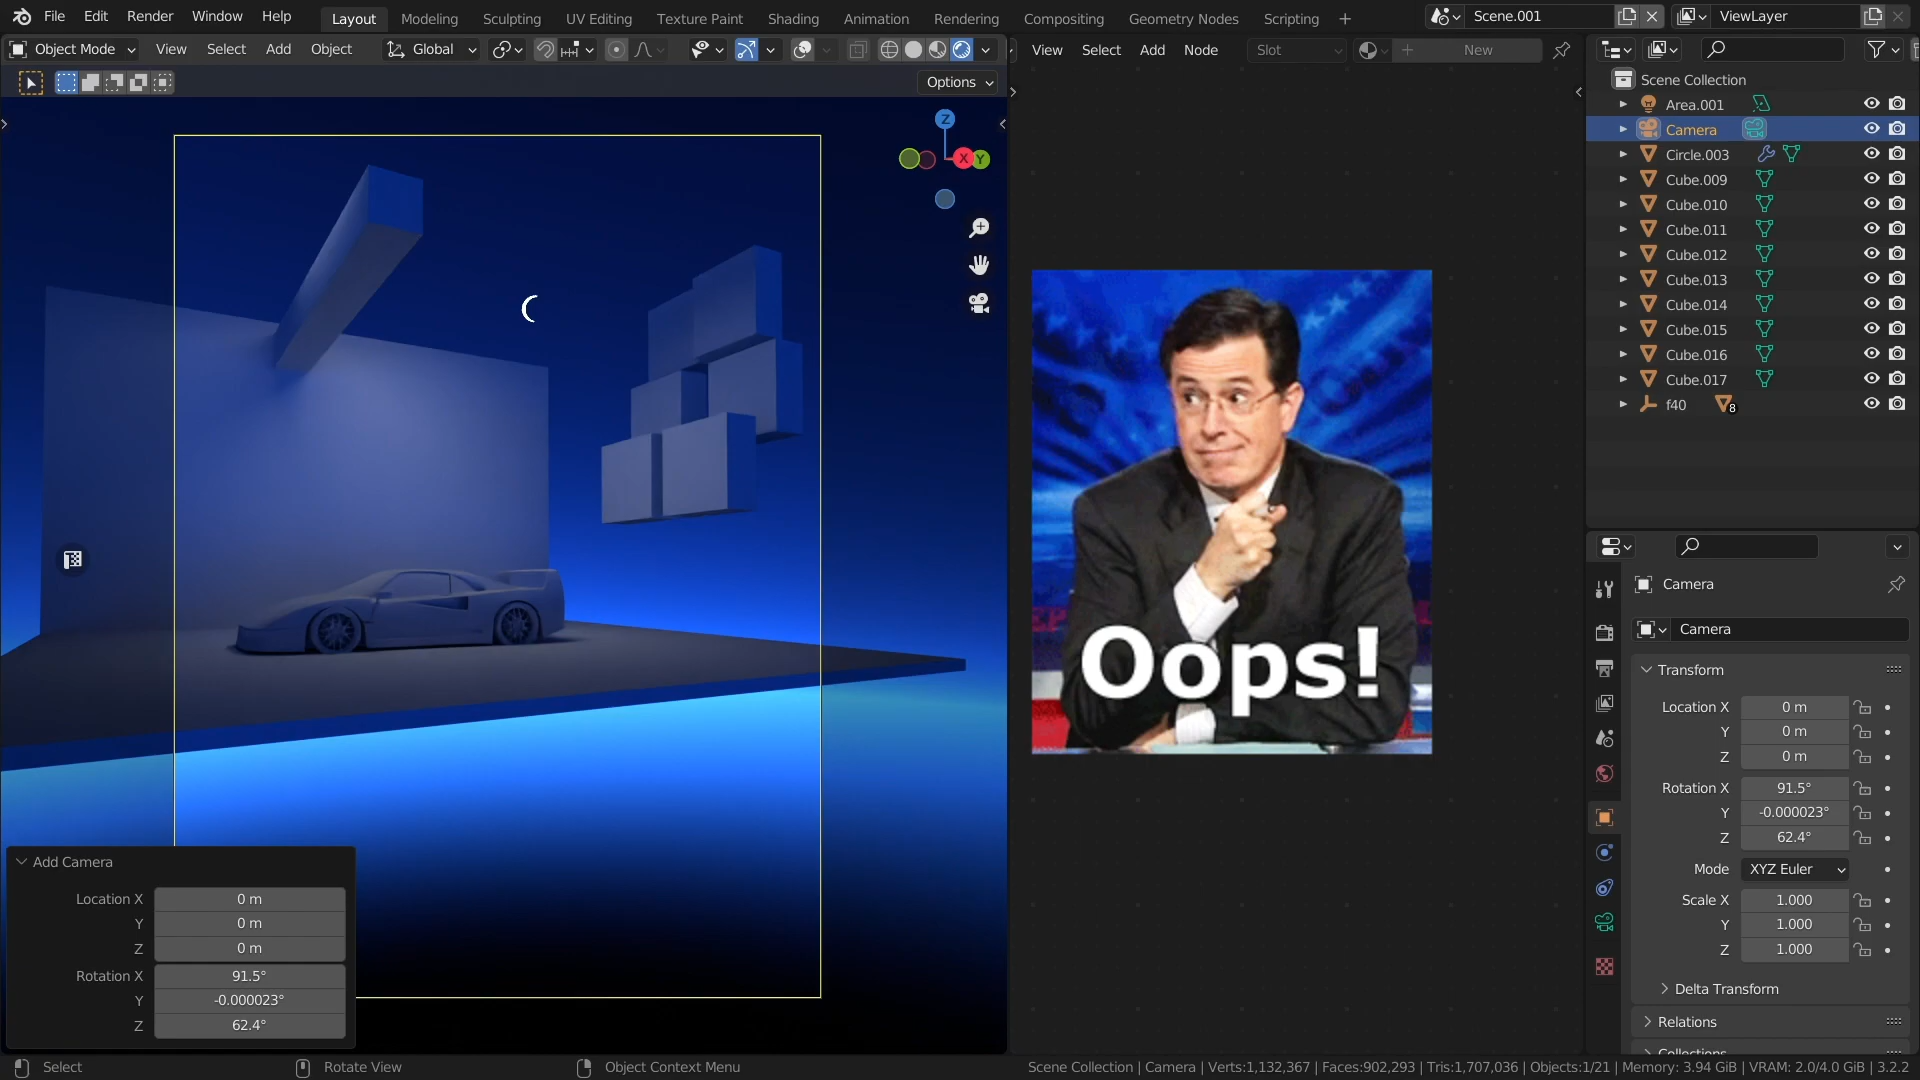 File Edit Render Window Help Layout Modeling Sculpting UV Editing Texture Paint Shading Animation Rendering Compositing Geometry Nodes Scripting + Scene.001 ViewLayer
Object Mode View Select Add Object Global View Select Add Node Slot New
Options
Z
X Y
Scene Collection
Area.001
Camera
Circle.003
Cube.009
Cube.010
Cube.011
Cube.012
Cube.013
Cube.014
Cube.015
Cube.016
Cube.017
f40 8
Oops!
Camera
Camera
Transform
Location X 0 m
Y 0 m
Z 0 m
Rotation X 91.5°
Y -0.000023°
Z 62.4°
Mode XYZ Euler
Scale X 1.000
Y 1.000
Z 1.000
Delta Transform
Relations
Collections
Add Camera
Location X 0 m
Y 0 m
Z 0 m
Rotation X 91.5°
Y -0.000023°
Z 62.4°
Select Rotate View Object Context Menu Scene Collection | Camera | Verts:1,132,367 | Faces:902,293 | Tris:1,707,036 | Objects:1/21 | Memory: 3.94 GiB | VRAM: 2.0/4.0 GiB | 3.2.2